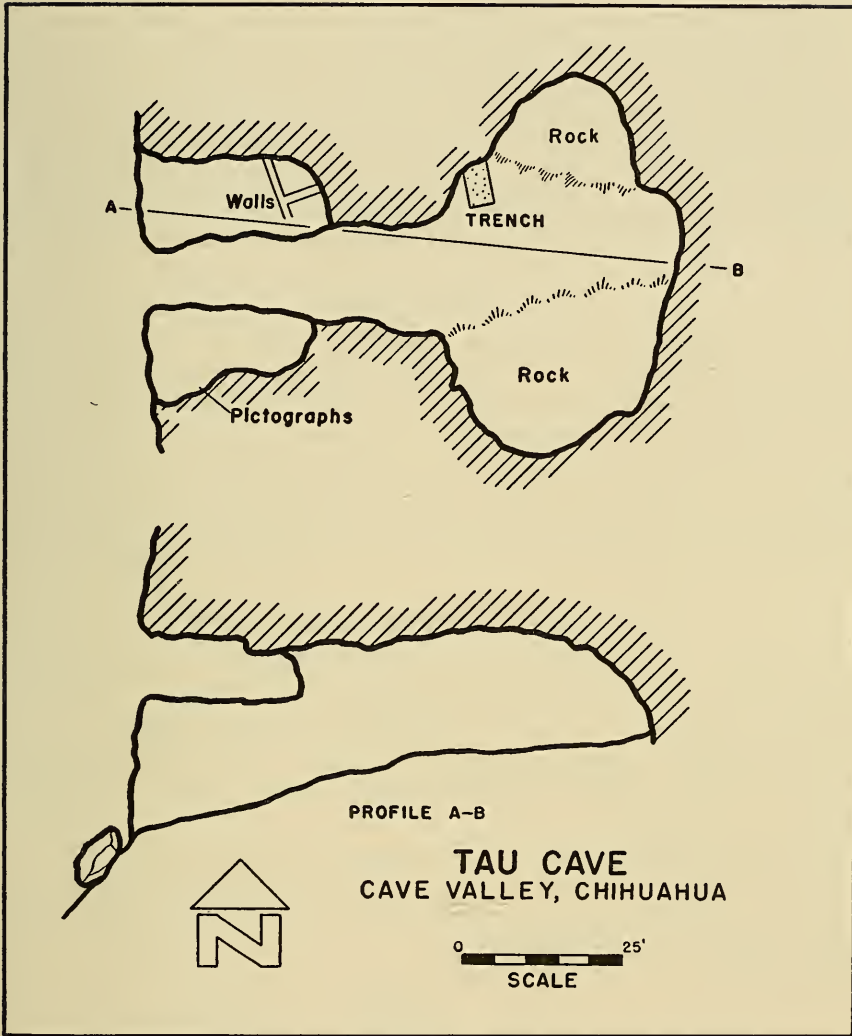 Rock
Walls
A
TRENCH
B
Rock
Pictographs
PROFILE A-B
TAU CAVE
CAVE VALLEY, CHIHUAHUA
N
0 25'
SCALE